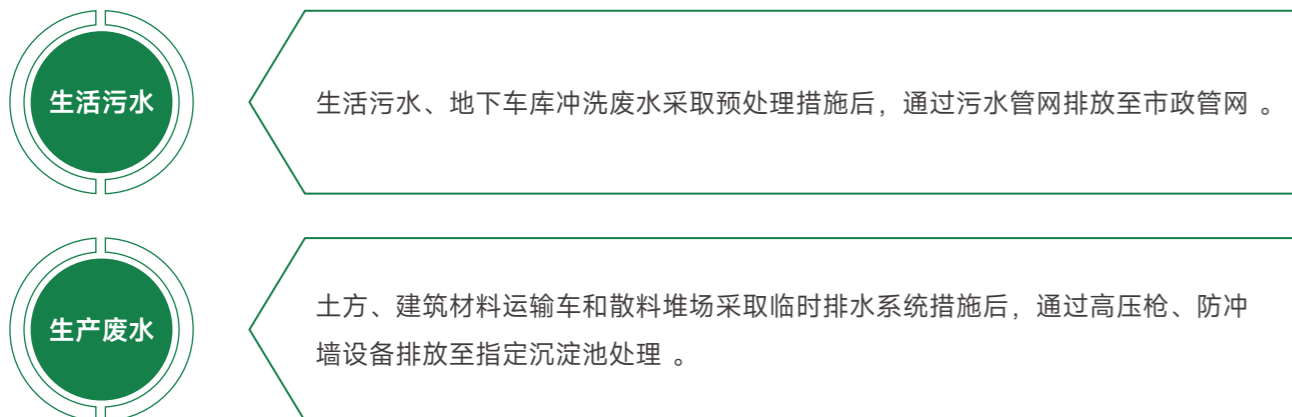 生活污水
生活污水、地下车库冲洗废水采取预处理措施后，通过污水管网排放至市政管网 。
生产废水
土方、建筑材料运输车和散料堆场采取临时排水系统措施后，通过高压枪、防冲
墙设备排放至指定沉淀池处理 。